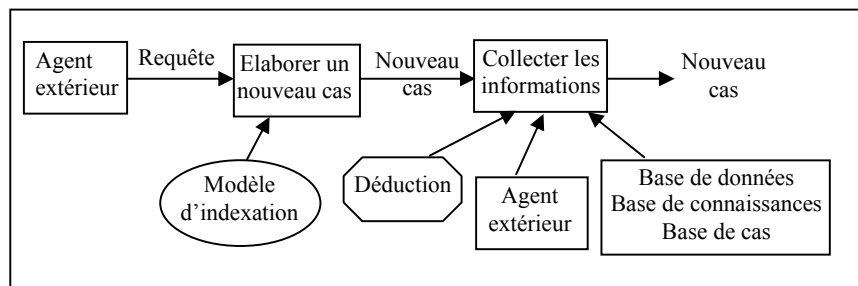 Agent
extérieur
Requête
Elaborer un
nouveau cas
Nouveau
cas
Collecter les
informations
Nouveau
cas
Modèle
d’indexation
Déduction
Agent
extérieur
Base de données
Base de connaissances
Base de cas